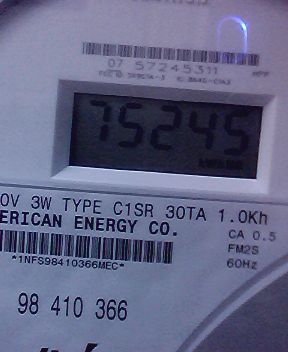 07 57245311
75245
0V 3W TYPE C1SR 30TA 1.0Kh
ERICAN ENERGY CO.
CA 0.5
FM2S
60Hz
*1NFS98410366MEC*
98 410 366